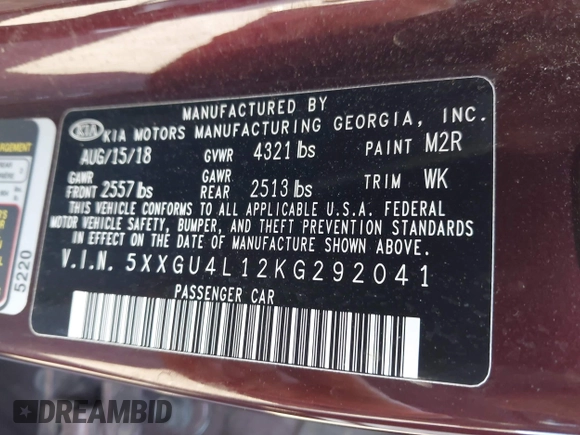 MANUFACTURED BY
KIA KIA MOTORS MANUFACTURING GEORGIA, INC.
AUG/15/18 GVWR 4321 lbs PAINT M2R
GAWR FRONT 2557 lbs GAWR REAR 2513 lbs TRIM WK
THIS VEHICLE CONFORMS TO ALL APPLICABLE U.S.A. FEDERAL
MOTOR VEHICLE SAFETY, BUMPER, AND THEFT PREVENTION STANDARDS
IN EFFECT ON THE DATE OF MANUFACTURE SHOWN ABOVE.
V.I.N. 5XXGU4L12KG292041
PASSENGER CAR
5220
DREAMBID